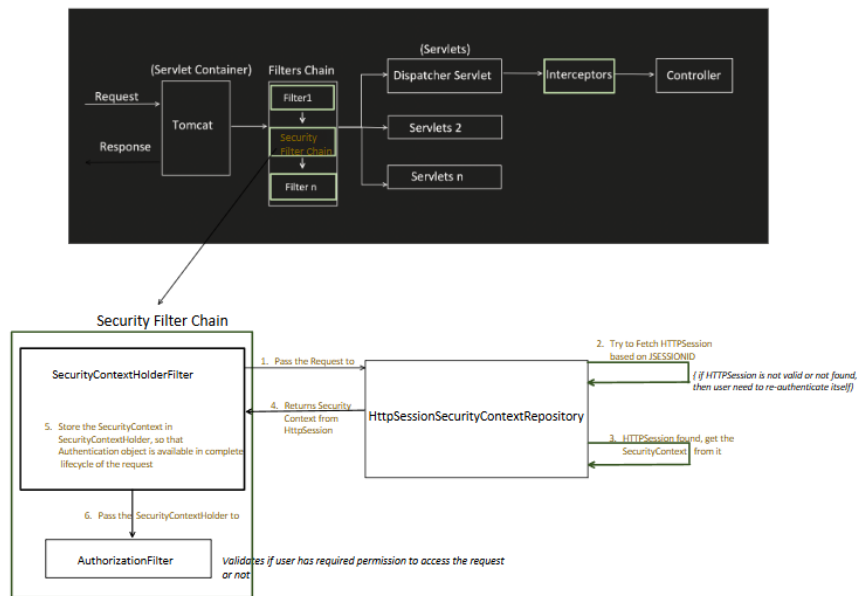 (Servlets)
(Servlet Container)
Filters Chain
Dispatcher Servlet
Interceptors
Controller
Request
Filter1
Tomcat
Security
Filter Chain
Servlets 2
Response
Filter n
Servlets n
Security Filter Chain
SecurityContextHolderFilter
1. Pass the Request to
2. Try to Fetch HTTPSession
based on JSESSIONID
( if HTTPSession is not valid or not found,
then user need to re-authenticate itself)
4. Returns Security
Context from
HttpSession
HttpSessionSecurityContextRepository
5. Store the SecurityContext in
SecurityContextHolder, so that
Authentication object is available in complete
lifecycle of the request
3. HTTPSession found, get the
SecurityContext from it
6. Pass the SecurityContextHolder to
AuthorizationFilter
Validates if user has required permission to access the request
or not